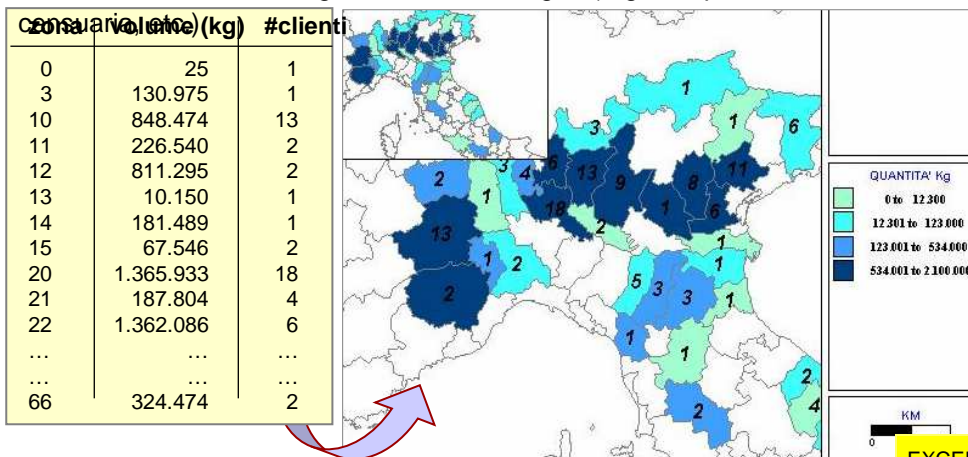 censuaria, etc.)
zona volume (kg) #clienti
0 25 1
3 130.975 1
10 848.474 13
11 226.540 2
12 811.295 2
13 10.150 1
14 181.489 1
15 67.546 2
20 1.365.933 18
21 187.804 4
22 1.362.086 6
… … …
… … …
66 324.474 2
1
3 1 6
6 13 9 8 11
2 1 3 4
18 1 6
13 2 1
1 2 1
5 3 3 1
2
1 1
2
2 4
QUANTITA' Kg
0 to 12.300
12.301 to 123.000
123.001 to 534.000
534.001 to 2.100.000
KM
0